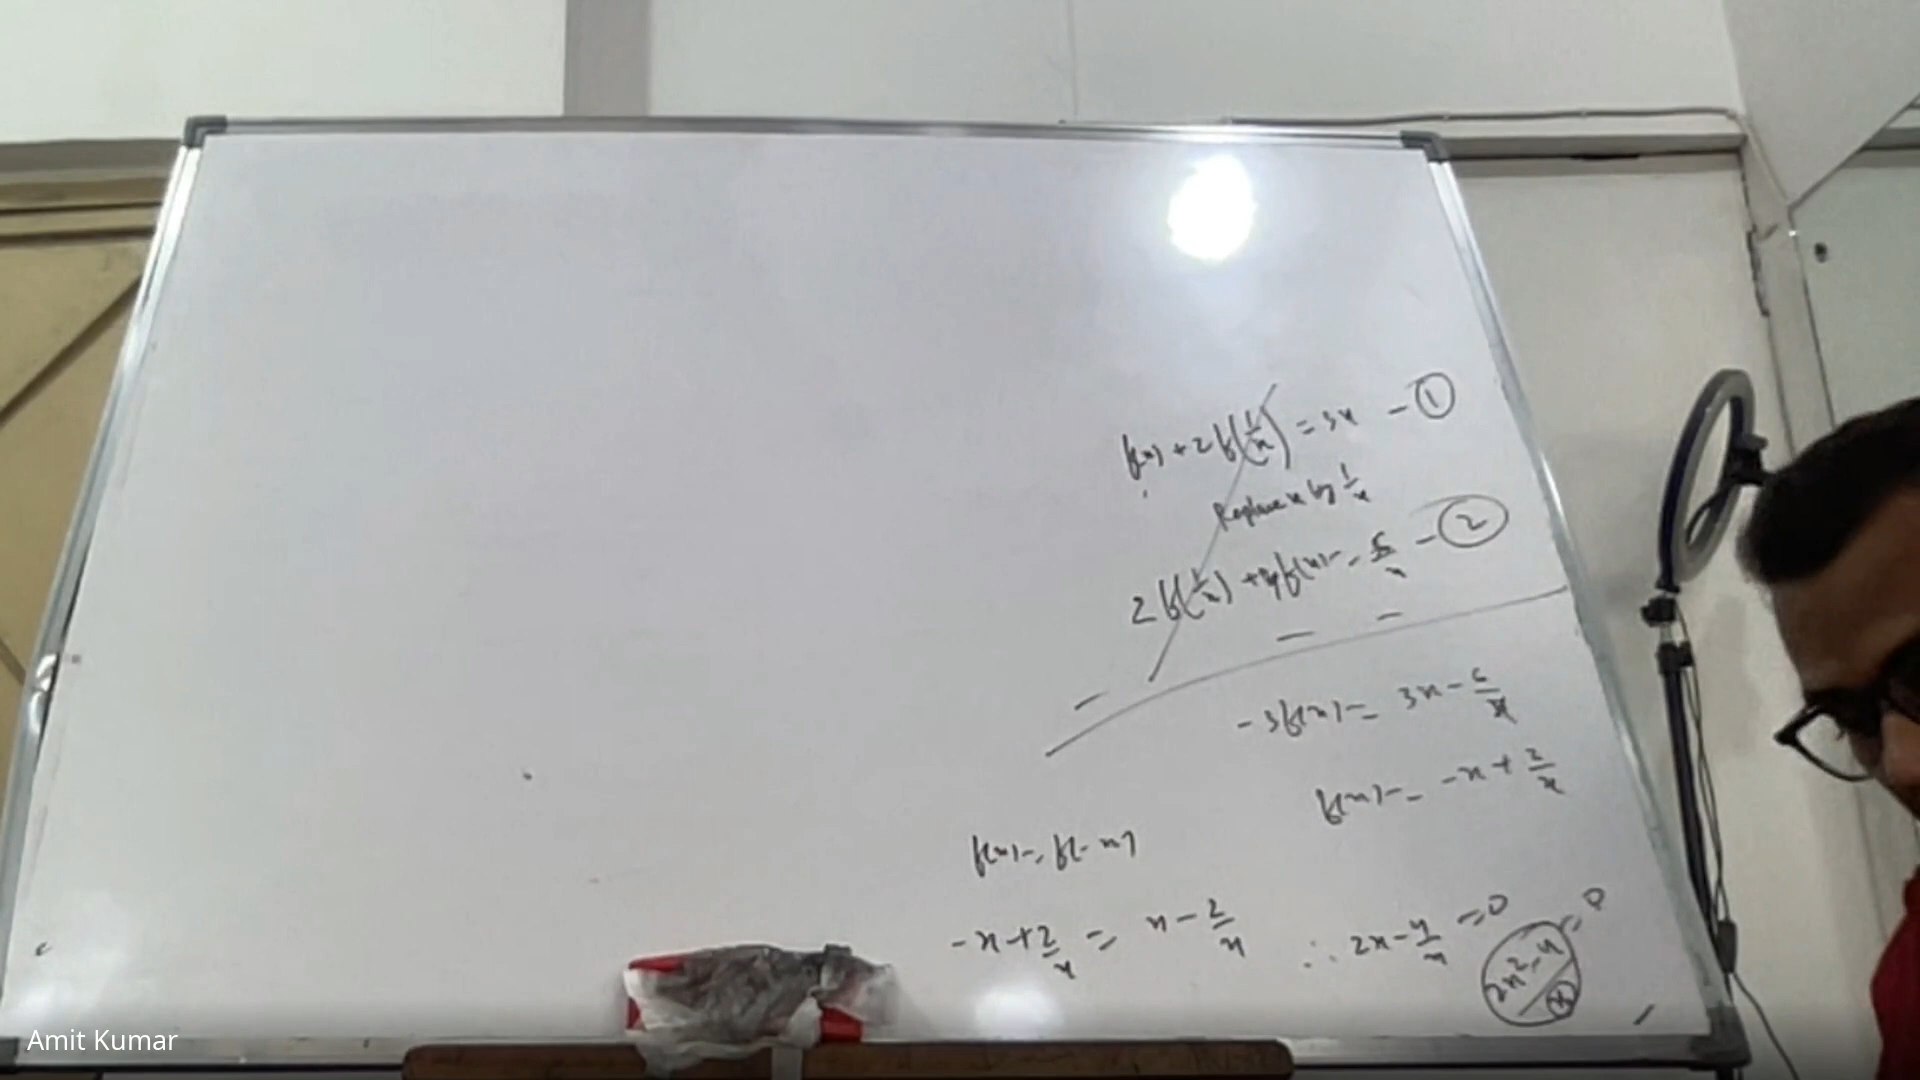 f(x) + 2f(1/x) = 3x - ①
Replace x by 1/x
2f(1/x) + 4f(x) = 6/x - ②
- 3f(x) = 3x - 6/x
f(x) = -x + 2/x
f(x) = f(-x)
-x + 2/x = x - 2/x
∴ 2x - 4/x = 0
2x² - 4/x = 0
Amit Kumar